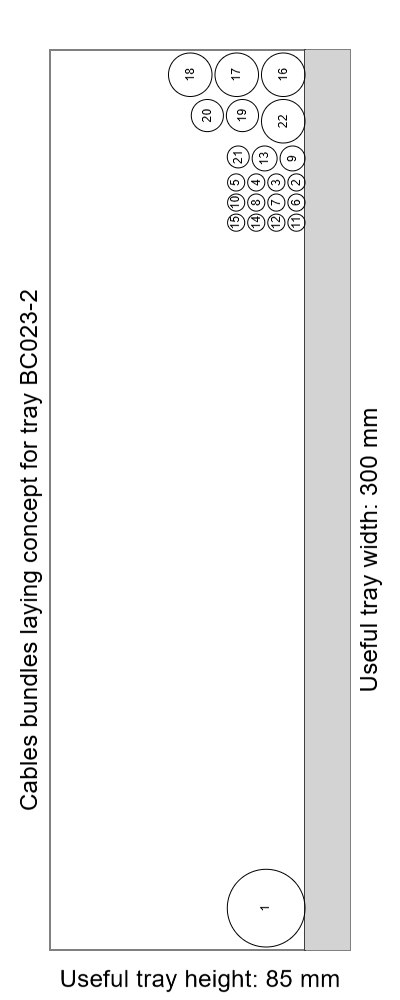 Cables bundles laying concept for tray BC023-2
18 17 16
20 19 22
21 13 9
5 4 3 2
10 8 7 6
15 14 12 11
1
Useful tray width: 300 mm
Useful tray height: 85 mm